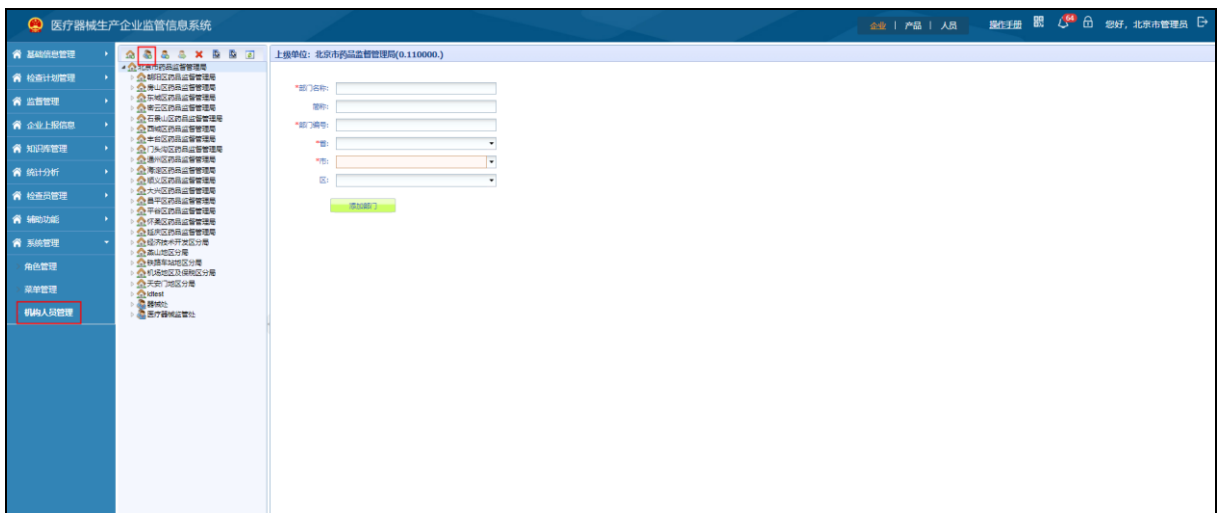 医疗器械生产企业监管信息系统
企业 | 产品 | 人员 操作手册 64 您好，北京市管理员
基础信息管理
检查计划管理
监督管理
企业上报信息
知识库管理
统计分析
检查员管理
辅助功能
系统管理
角色管理
菜单管理
机构人员管理
北京市药品监督管理局
朝阳区药品监督管理局
房山区药品监督管理局
东城区药品监督管理局
密云区药品监督管理局
石景山区药品监督管理局
西城区药品监督管理局
丰台区药品监督管理局
门头沟区药品监督管理局
通州区药品监督管理局
海淀区药品监督管理局
顺义区药品监督管理局
大兴区药品监督管理局
昌平区药品监督管理局
平谷区药品监督管理局
怀柔区药品监督管理局
延庆区药品监督管理局
经济技术开发区分局
燕山地区分局
铁路车站地区分局
机场地区及保税区分局
天安门地区分局
idtest
器械处
医疗器械监管处
上级单位：北京市药品监督管理局(0.110000.)
*部门名称:
简称:
*部门编号:
*省:
*市:
区:
添加部门